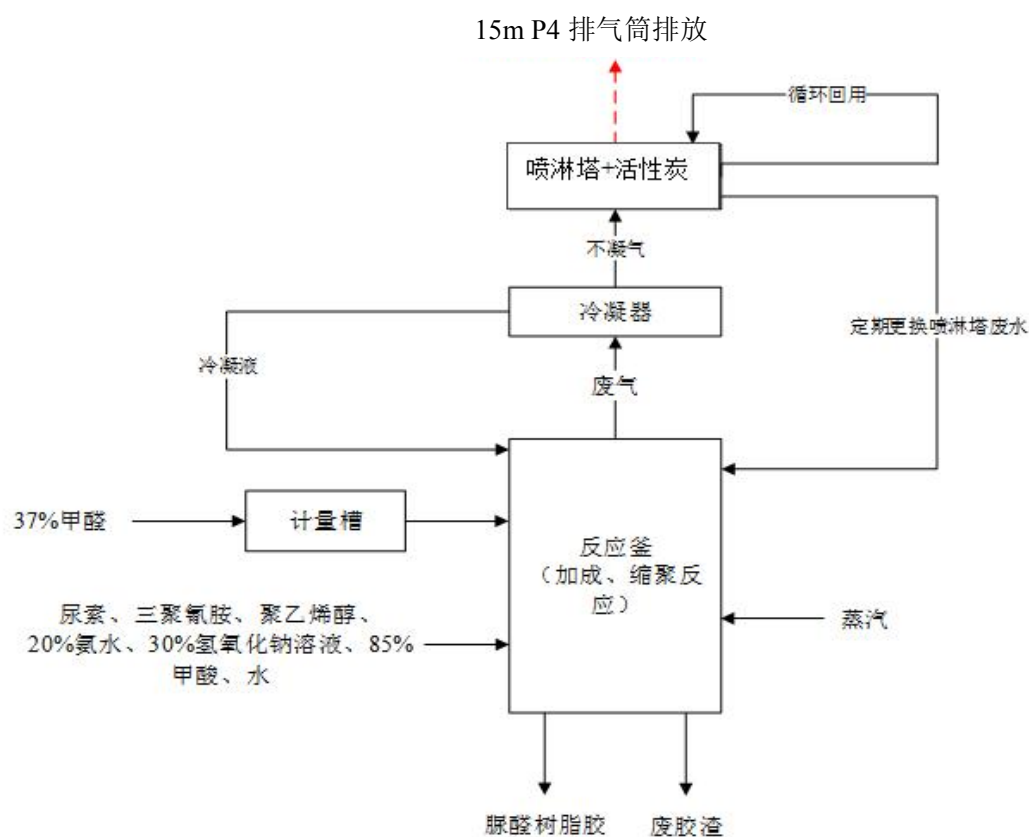 15m P4 排气筒排放
循环回用
喷淋塔+活性炭
不凝气
冷凝器
定期更换喷淋塔废水
冷凝液
废气
37%甲醛
计量槽
反应釜
（加成、缩聚反
应）
尿素、三聚氰胺、聚乙烯醇、
20%氨水、30%氢氧化钠溶液、85%
甲酸、水
蒸汽
脲醛树脂胶
废胶渣